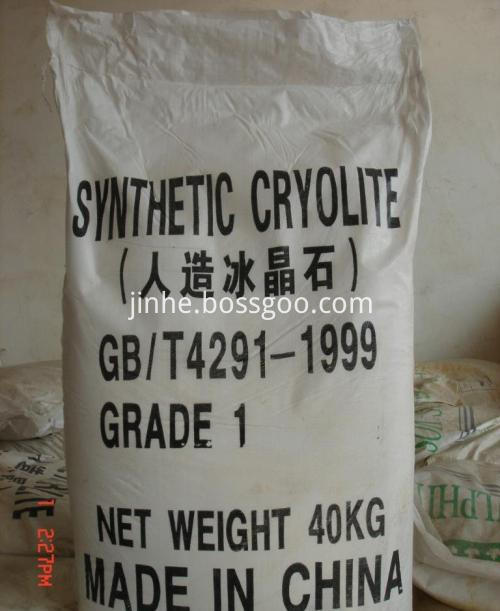 SYNTHETIC CRYOLITE
(人造冰晶石)
jinhe.bossgoo.com
GB/T4291-1999
GRADE 1
NET WEIGHT 40KG
MADE IN CHINA
2:27PM